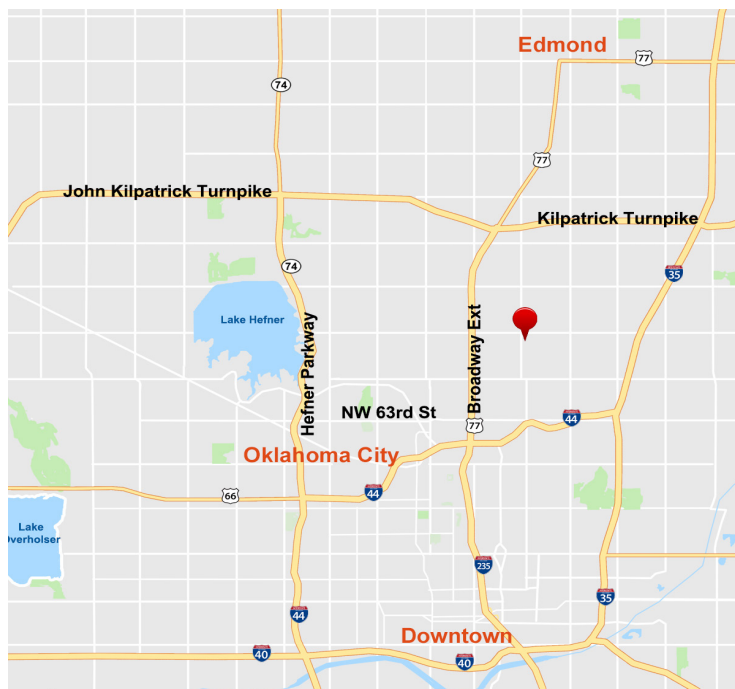 Edmond
77
74
77
John Kilpatrick Turnpike
Kilpatrick Turnpike
74
35
Lake Hefner
Hefner Parkway
Broadway Ext
NW 63rd St
44
77
Oklahoma City
66
44
Lake
Overholser
235
35
44
Downtown
40
40